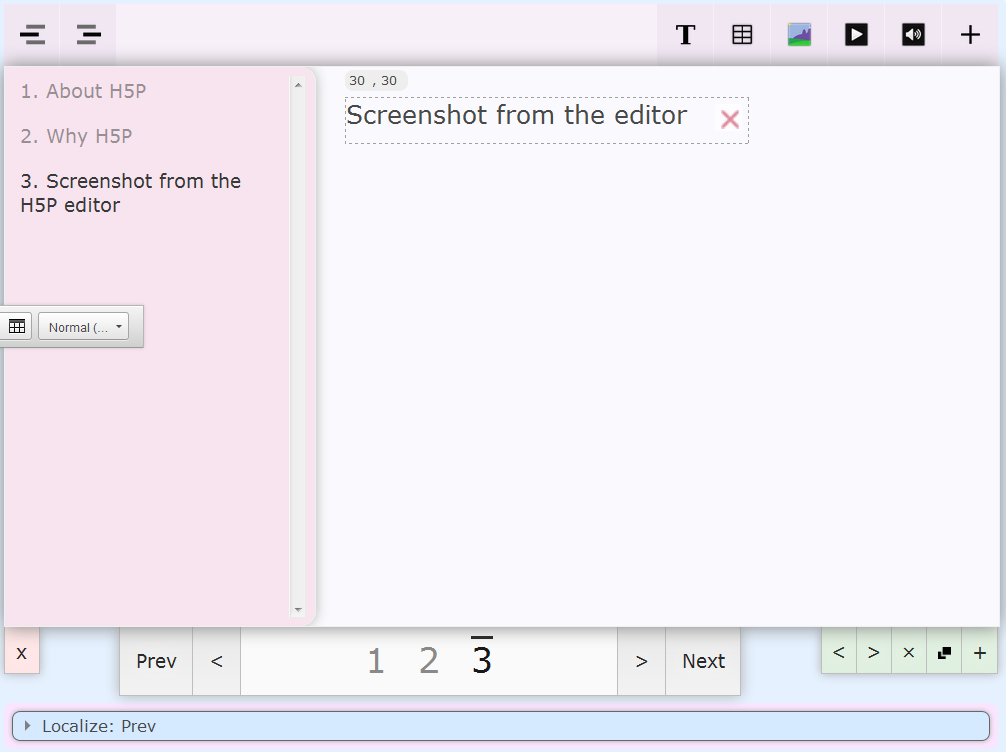 T
1. About H5P
2. Why H5P
3. Screenshot from the
H5P editor
30 , 30
Screenshot from the editor
Normal (...
x
Prev < 1 2 3 > Next
< > × +
Localize: Prev